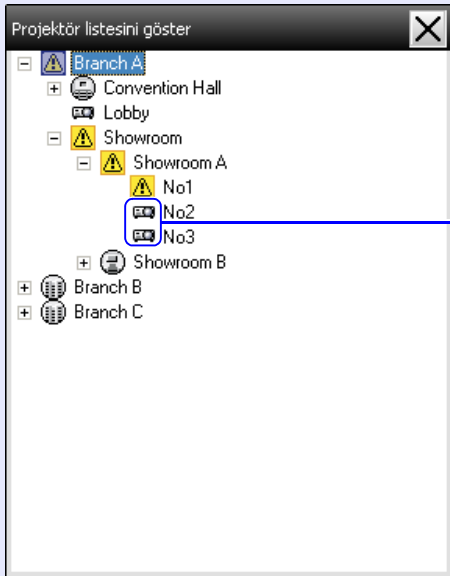 Projektör listesini göster
Branch A
Convention Hall
Lobby
Showroom
Showroom A
No1
No2
No3
Showroom B
Branch B
Branch C